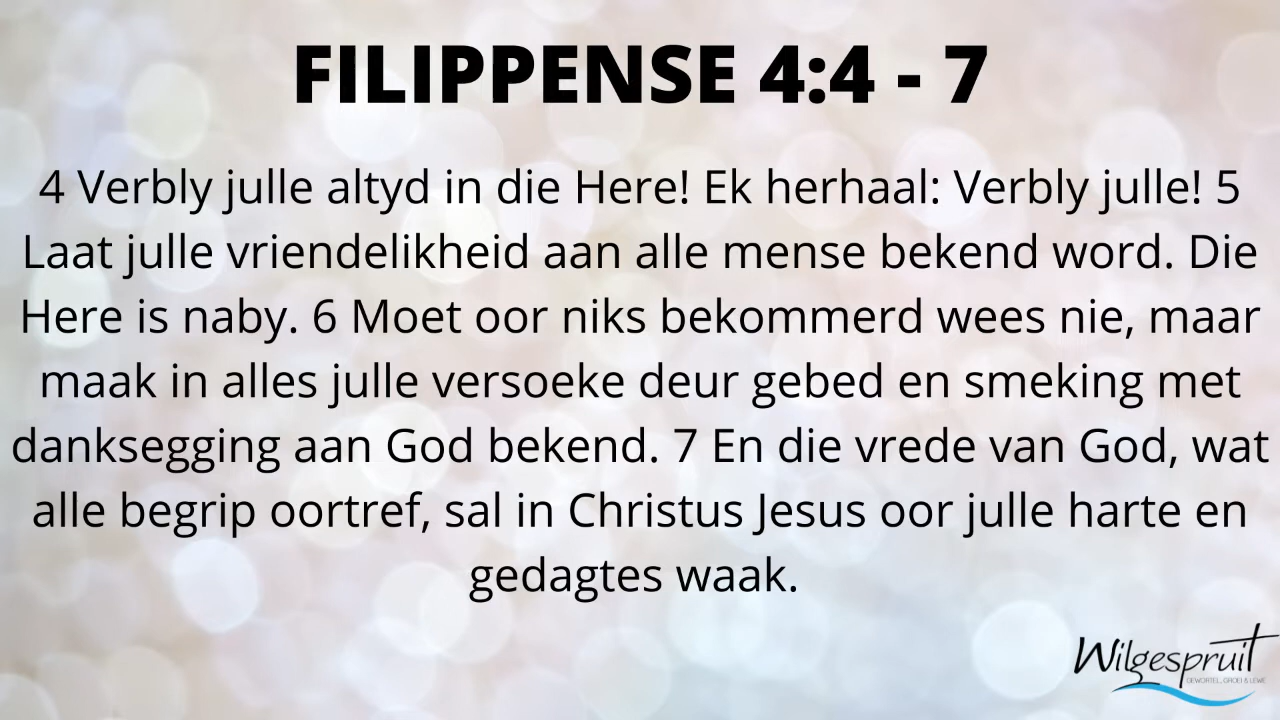 FILIPPENSE 4:4 - 7
4 Verbly julle altyd in die Here! Ek herhaal: Verbly julle! 5
Laat julle vriendelikheid aan alle mense bekend word. Die
Here is naby. 6 Moet oor niks bekommerd wees nie, maar
maak in alles julle versoeke deur gebed en smeking met
danksegging aan God bekend. 7 En die vrede van God, wat
alle begrip oortref, sal in Christus Jesus oor julle harte en
gedagtes waak.
Wilgespruit
GEWORTEL, GROEI & LEWE